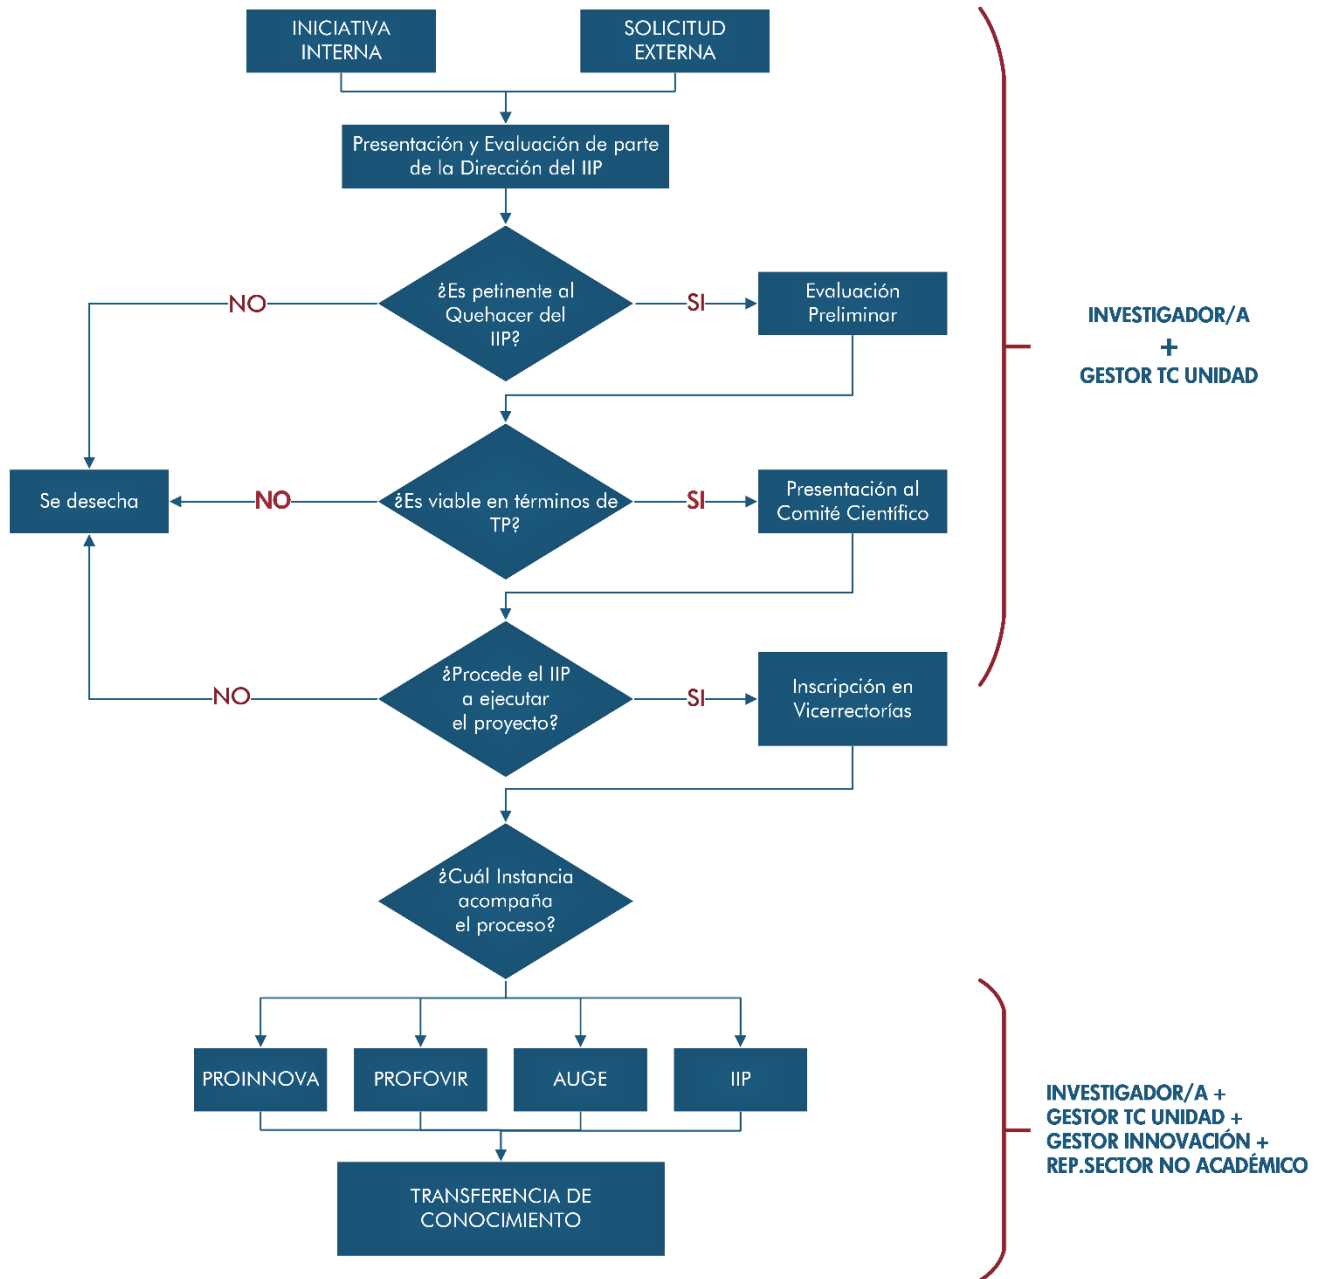 INICIATIVA
INTERNA
SOLICITUD
EXTERNA
Presentación y Evaluación de parte
de la Dirección del IIP
¿Es petinente al
Quehacer del
IIP?
NO
SI
Evaluación
Preliminar
INVESTIGADOR/A
+
GESTOR TC UNIDAD
Se desecha
NO
¿Es viable en términos de
TP?
SI
Presentación al
Comité Científico
NO
¿Procede el IIP
a ejecutar
el proyecto?
SI
Inscripción en
Vicerrectorías
¿Cuál Instancia
acompaña
el proceso?
PROINNOVA
PROFOVIR
AUGE
IIP
INVESTIGADOR/A +
GESTOR TC UNIDAD +
GESTOR INNOVACIÓN +
REP.SECTOR NO ACADÉMICO
TRANSFERENCIA DE
CONOCIMIENTO